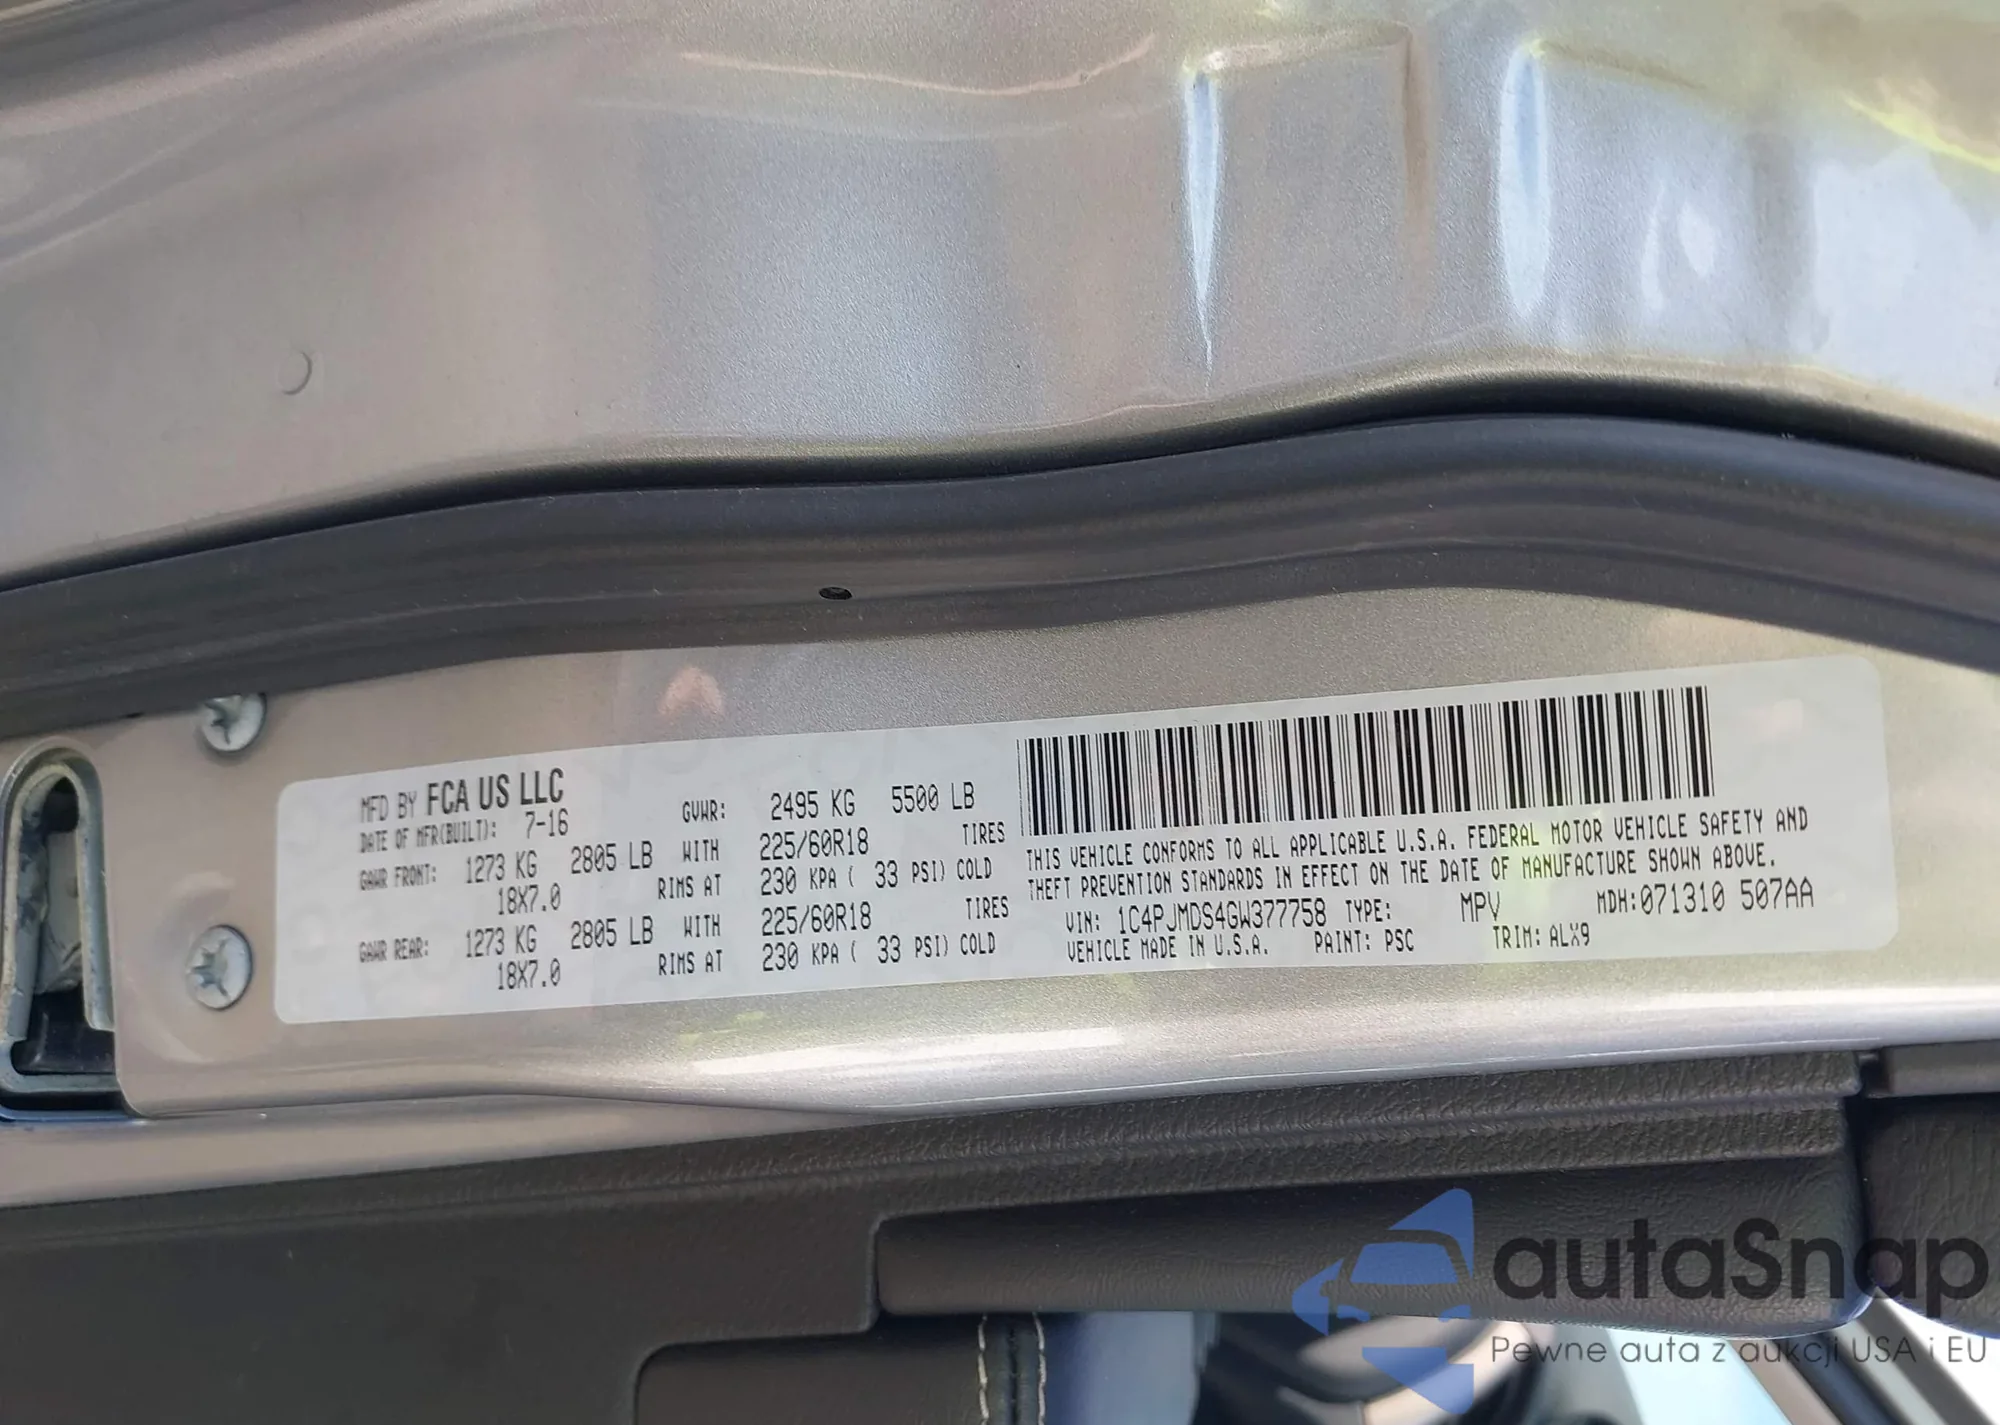 MFD BY FCA US LLC
DATE OF MFR(BUILT): 7-16 GVWR: 2495 KG 5500 LB
GAWR FRONT: 1273 KG 2805 LB WITH 225/60R18 TIRES
18X7.0 RIMS AT 230 KPA ( 33 PSI) COLD
GAWR REAR: 1273 KG 2805 LB WITH 225/60R18 TIRES
18X7.0 RIMS AT 230 KPA ( 33 PSI) COLD
THIS VEHICLE CONFORMS TO ALL APPLICABLE U.S.A. FEDERAL MOTOR VEHICLE SAFETY AND
THEFT PREVENTION STANDARDS IN EFFECT ON THE DATE OF MANUFACTURE SHOWN ABOVE.
VIN: 1C4PJMDS4GW377758 TYPE: MPV MDH:071310 507AA
VEHICLE MADE IN U.S.A. PAINT: PSC TRIM: ALX9
autaSnap
Pewne auta z aukcji USA i EU